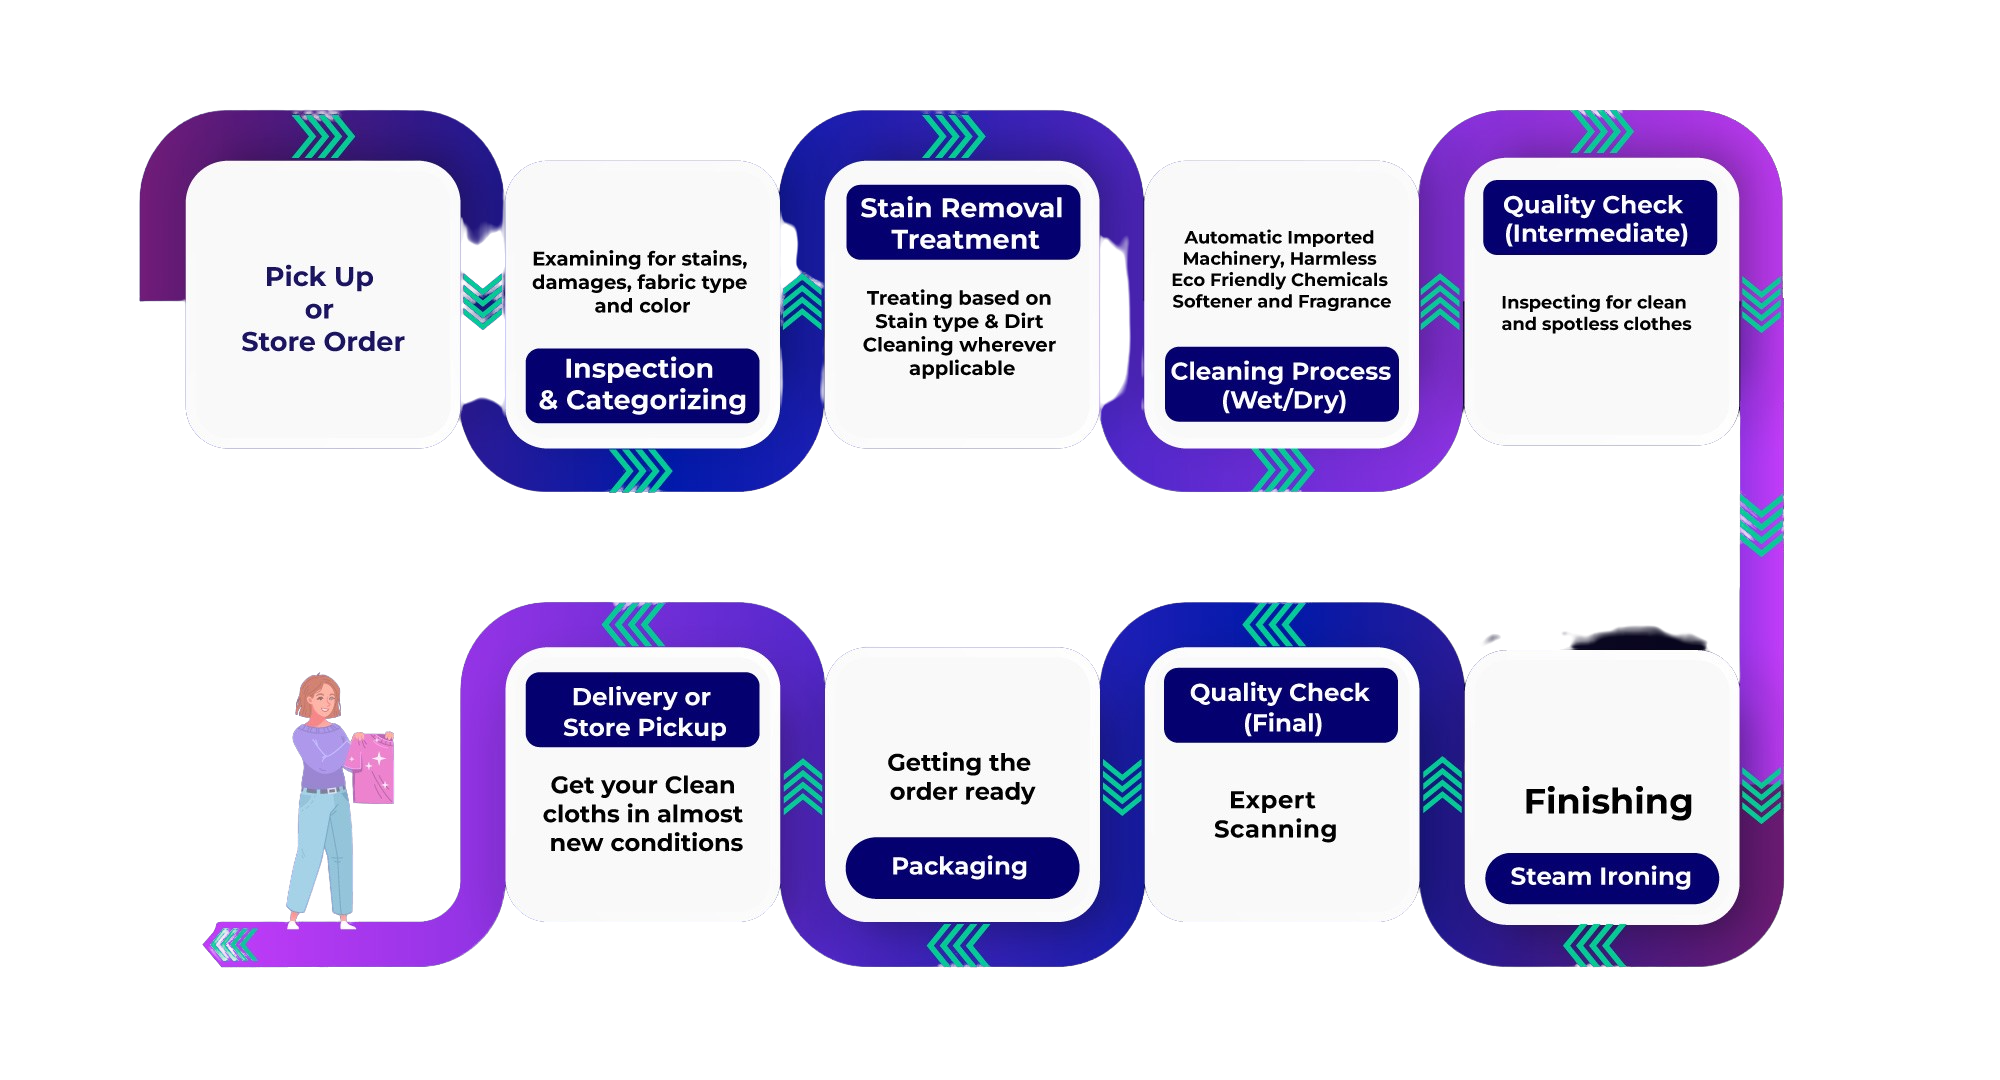 Pick Up
or
Store Order
Examining for stains,
damages, fabric type
and color
Inspection
& Categorizing
Stain Removal
Treatment
Treating based on
Stain type & Dirt
Cleaning wherever
applicable
Automatic Imported
Machinery, Harmless
Eco Friendly Chemicals
Softener and Fragrance
Cleaning Process
(Wet/Dry)
Quality Check
(Intermediate)
Inspecting for clean
and spotless clothes
Finishing
Steam Ironing
Quality Check
(Final)
Expert
Scanning
Getting the
order ready
Packaging
Delivery or
Store Pickup
Get your Clean
cloths in almost
new conditions